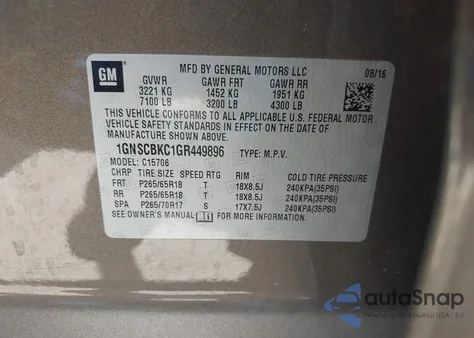 GM
MFD BY GENERAL MOTORS LLC
08/16
GVWR GAWR FRT GAWR RR
3221 KG 1452 KG 1951 KG
7100 LB 3200 LB 4300 LB
THIS VEHICLE CONFORMS TO ALL APPLICABLE U.S. FEDERAL
MOTOR VEHICLE SAFETY STANDARDS IN EFFECT ON THE DATE
OF MANUFACTURE SHOWN ABOVE.
1GNSCBKC1GR449896 TYPE: M.P.V.
MODEL: C15706
CHRP TIRE SIZE SPEED RTG RIM COLD TIRE PRESSURE
FRT P265/65R18 T 18X8.5J 240KPA(35PSI)
RR P265/65R18 T 18X8.5J 240KPA(35PSI)
SPA P265/70R17 S 17X7.5J 240KPA(35PSI)
SEE OWNER'S MANUAL FOR MORE INFORMATION.
autoSnap